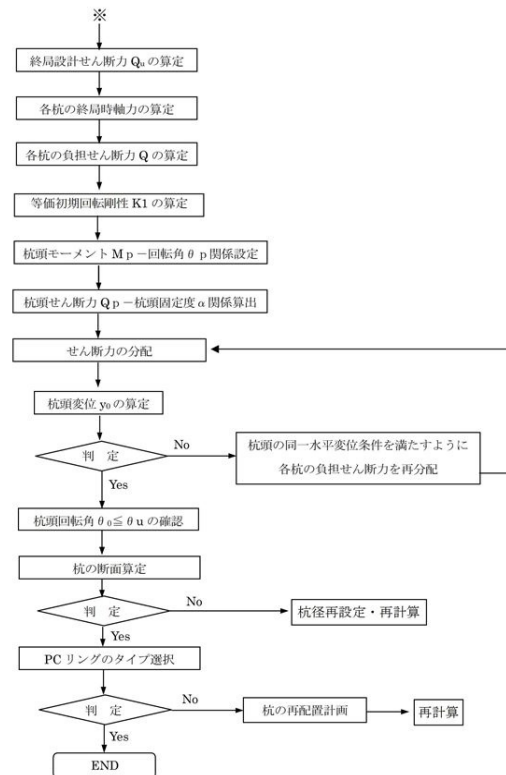 ※
終局設計せん断力 Quの算定
各杭の終局時軸力の算定
各杭の負担せん断力 Q の算定
等価初期回転剛性 K1 の算定
杭頭モーメント M p－回転角 θ p 関係設定
杭頭せん断力 Q p－杭頭固定度 α 関係算出
せん断力の分配
杭頭変位 y0 の算定
判　定
No
杭頭の同一水平変位条件を満たすように
各杭の負担せん断力を再分配
Yes
杭頭回転角 θ 0≦ θ u の確認
杭の断面算定
判　定
No
杭径再設定・再計算
Yes
PC リングのタイプ選択
判　定
No
杭の再配置計画
再計算
Yes
END